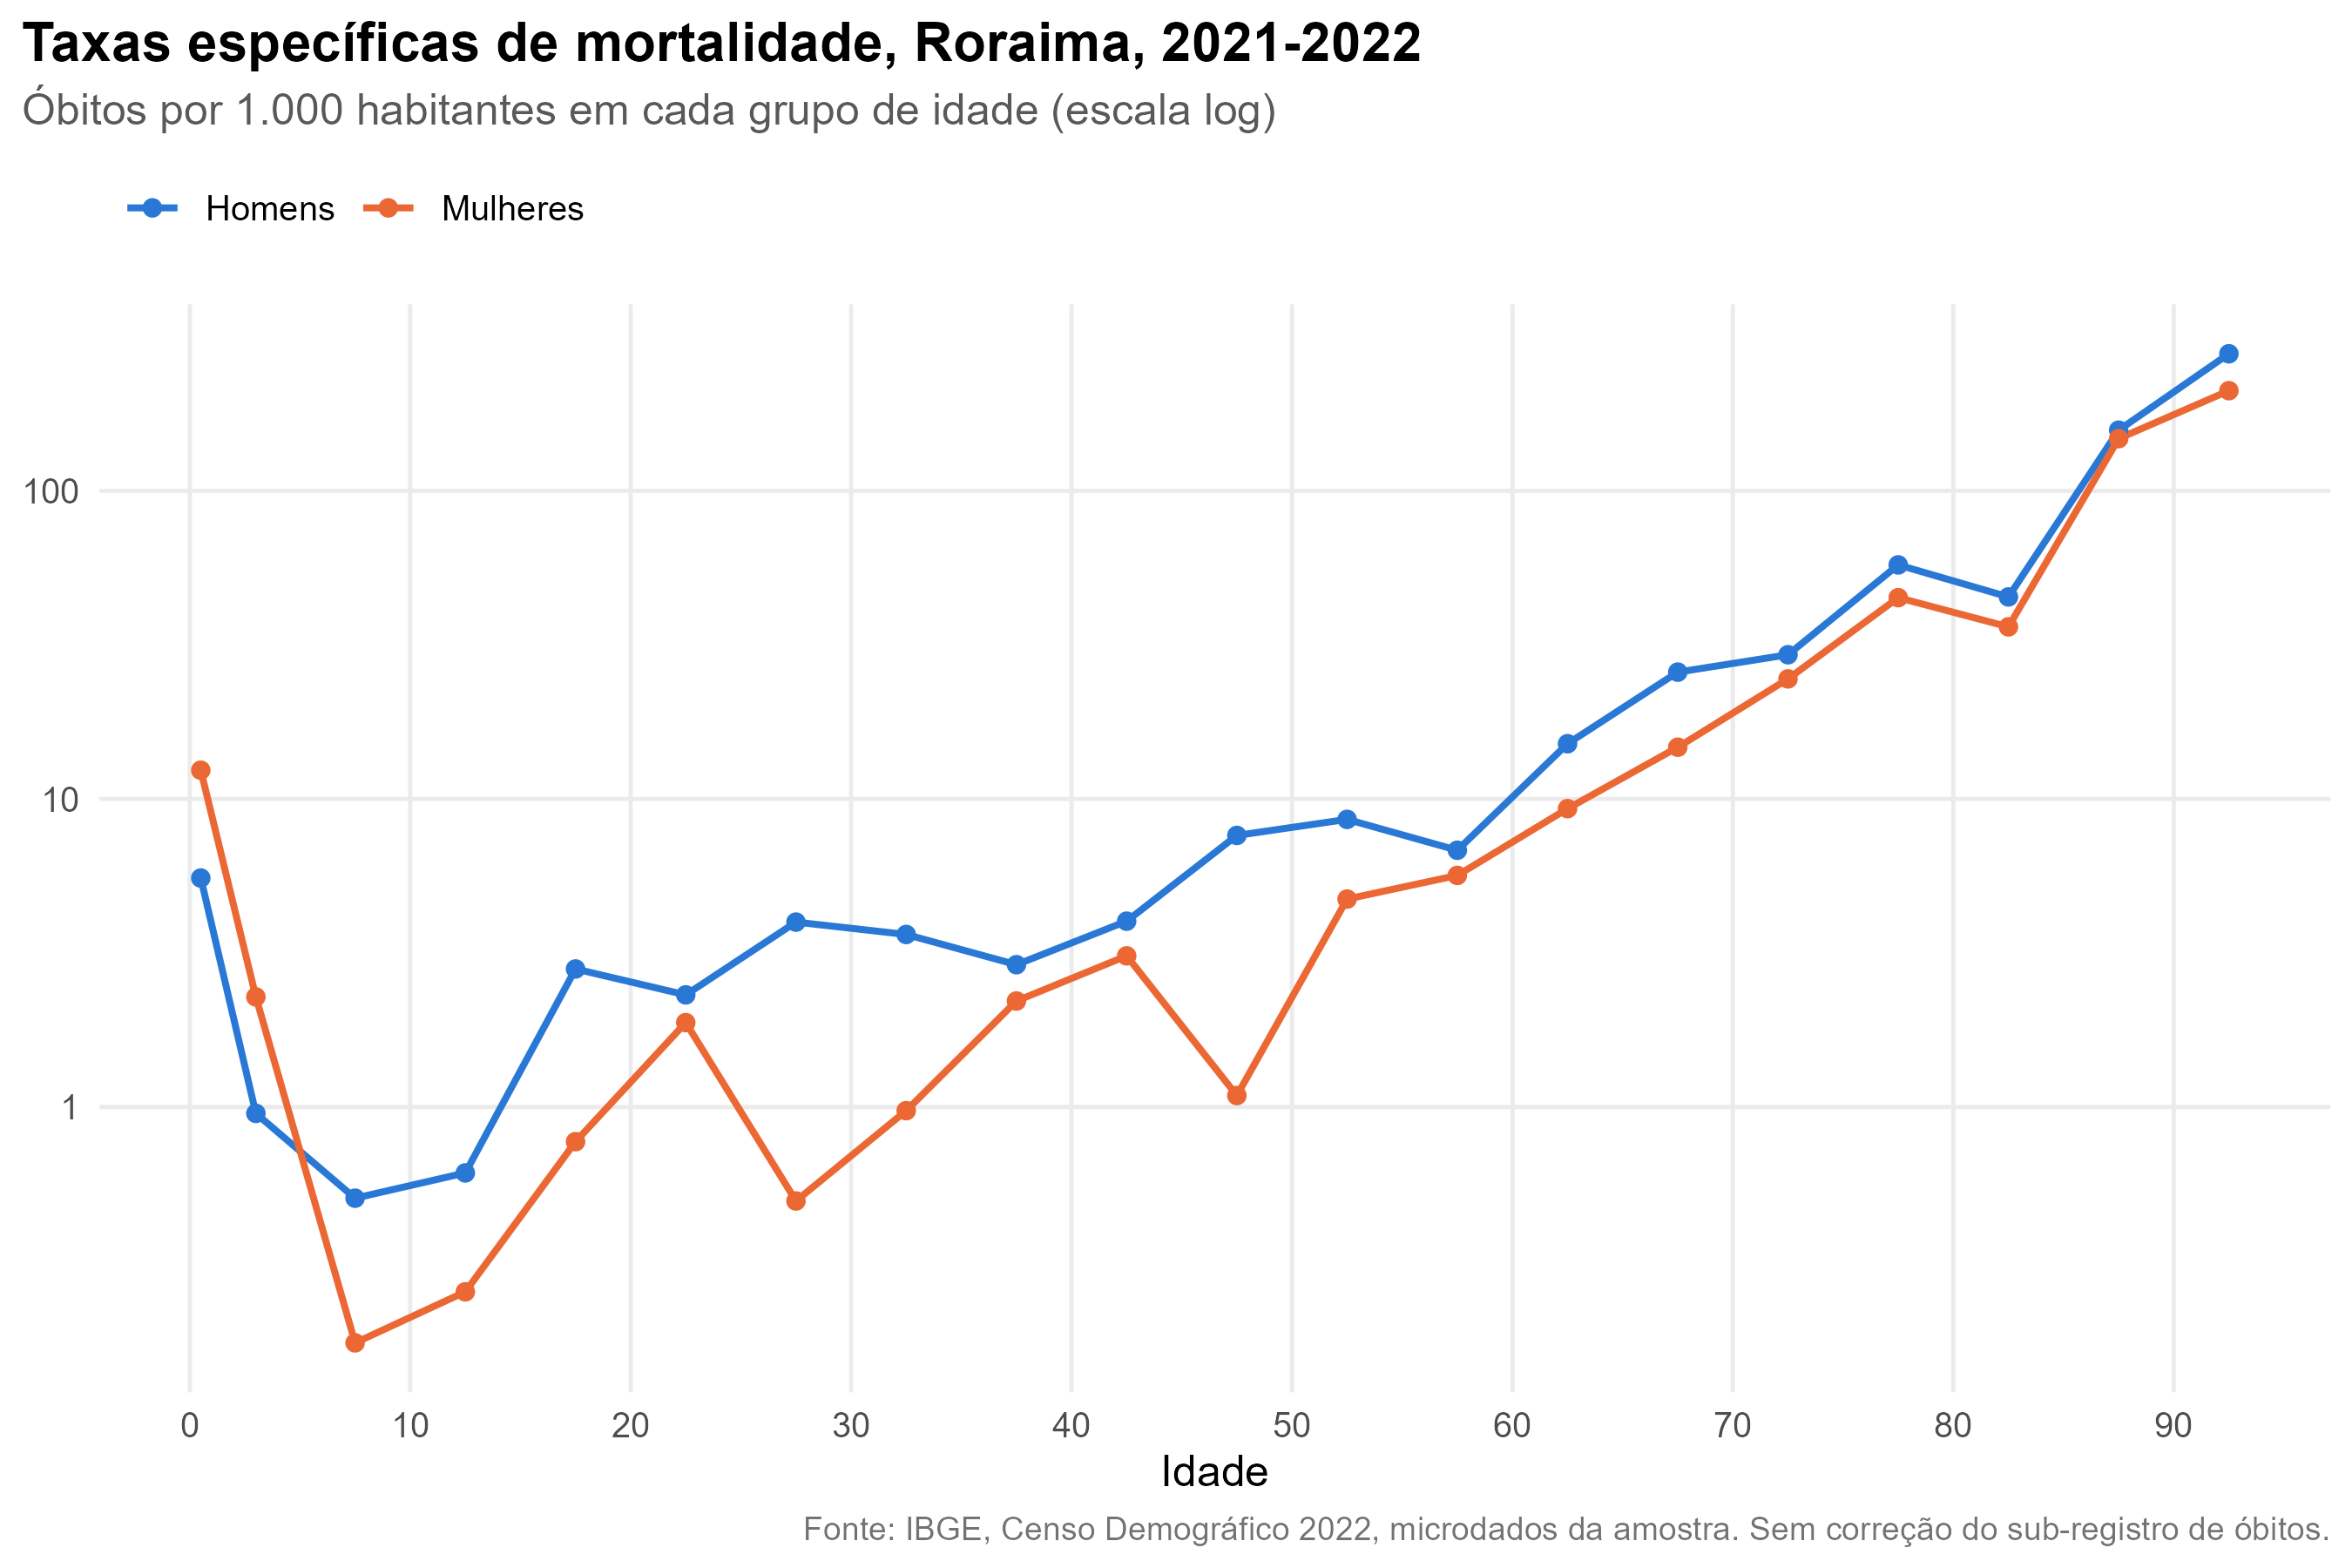 Taxas específicas de mortalidade, Roraima, 2021-2022
Óbitos por 1.000 habitantes em cada grupo de idade (escala log)
Homens Mulheres
100
10
1
0 10 20 30 40 50 60 70 80 90
Idade
Fonte: IBGE, Censo Demográfico 2022, microdados da amostra. Sem correção do sub-registro de óbitos.